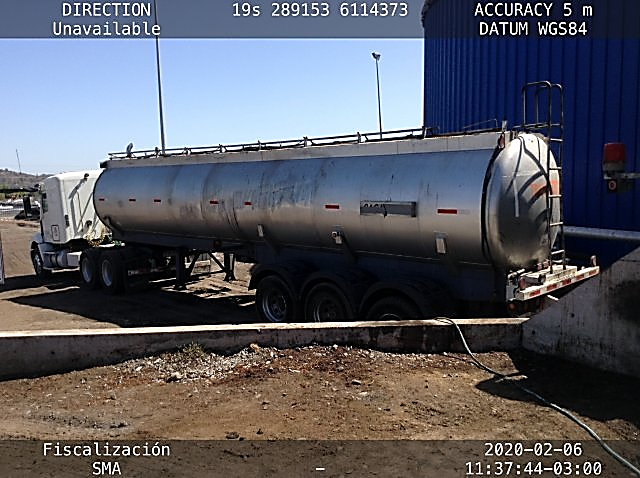 DIRECTION
Unavailable
19s 289153 6114373
ACCURACY 5 m
DATUM WGS84
Fiscalización
SMA
–
2020-02-06
11:37:44-03:00